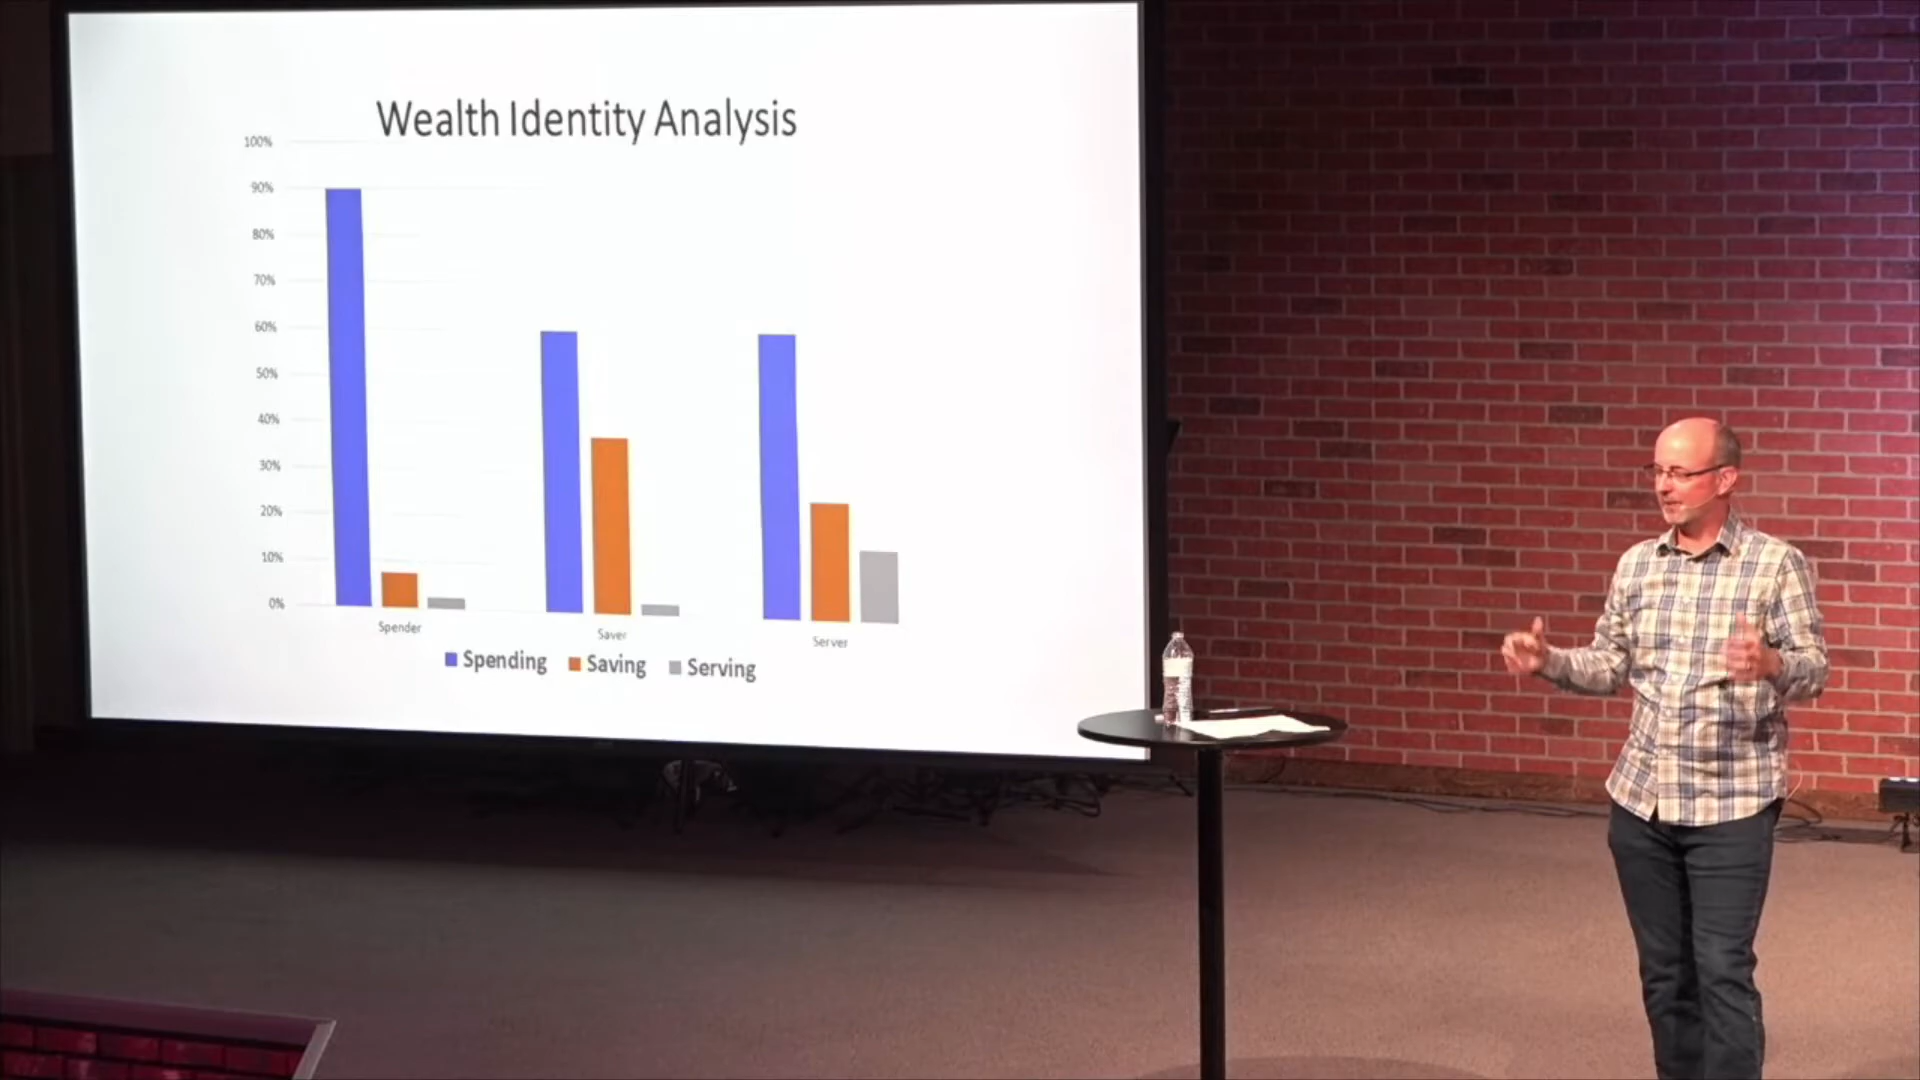 Wealth Identity Analysis
100%
90%
80%
70%
60%
50%
40%
30%
20%
10%
0%
Spender
Saver
Server
Spending Saving Serving